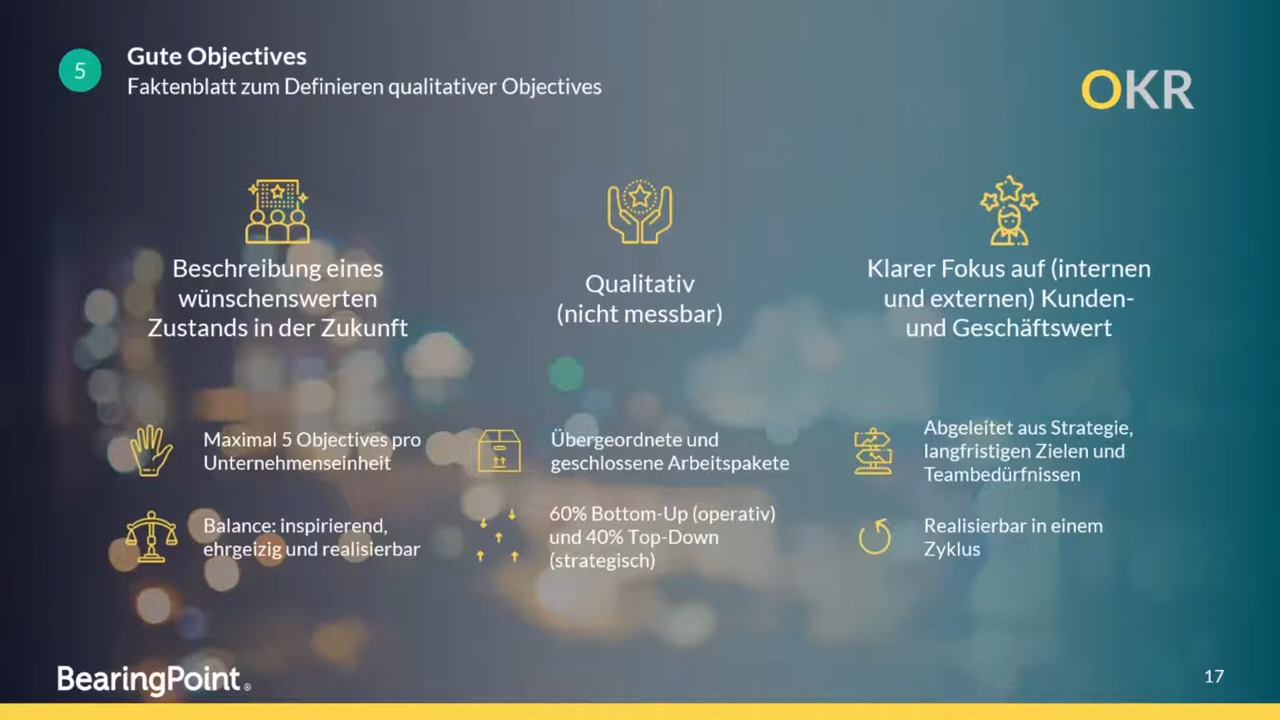 5
Gute Objectives
Faktenblatt zum Definieren qualitativer Objectives
OKR
Beschreibung eines
wünschenswerten
Zustands in der Zukunft
Qualitativ
(nicht messbar)
Klarer Fokus auf (internen
und externen) Kunden-
und Geschäftswert
Maximal 5 Objectives pro
Unternehmenseinheit
Übergeordnete und
geschlossene Arbeitspakete
Abgeleitet aus Strategie,
langfristigen Zielen und
Teambedürfnissen
Balance: inspirierend,
ehrgeizig und realisierbar
60% Bottom-Up (operativ)
und 40% Top-Down
(strategisch)
Realisierbar in einem
Zyklus
BearingPoint®
17